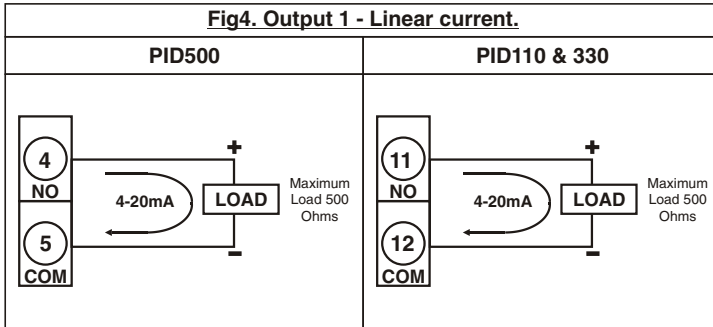 Fig4. Output 1 - Linear current.
PID500
PID110 & 330
4
NO
5
COM
4-20mA
+
LOAD
-
Maximum
Load 500
Ohms
11
NO
12
COM
4-20mA
+
LOAD
-
Maximum
Load 500
Ohms